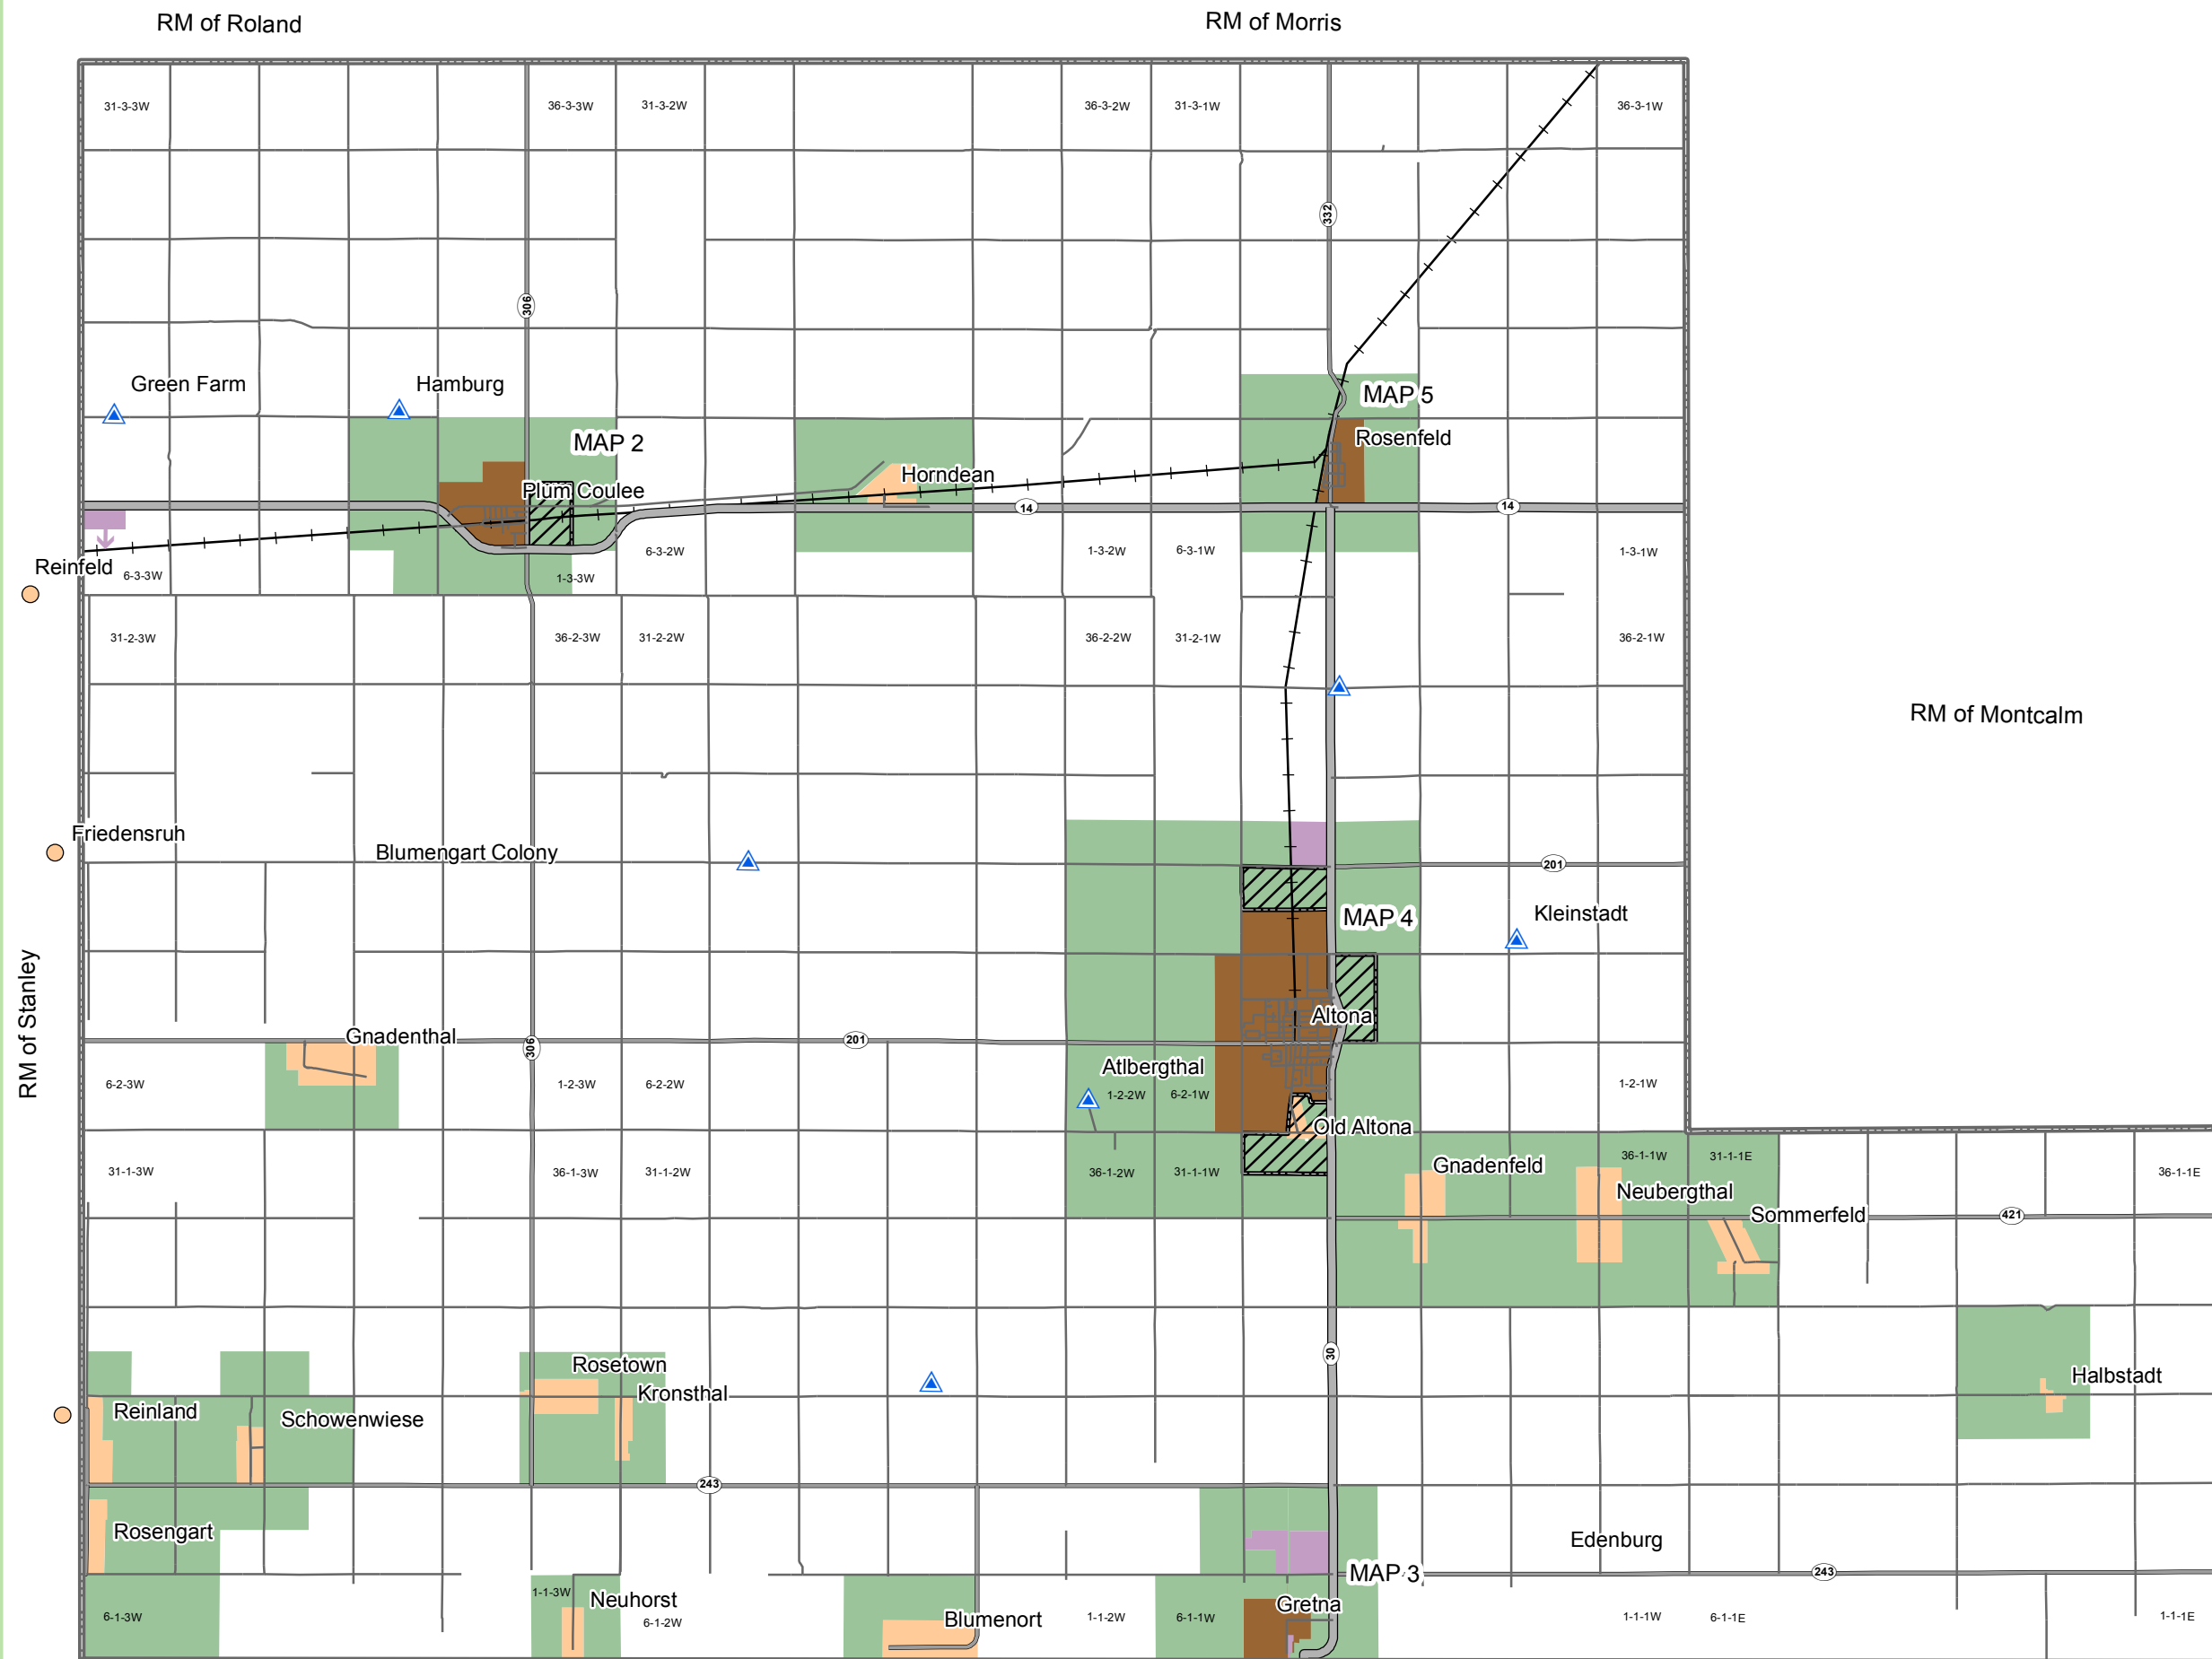 RM of Roland
RM of Morris
31-3-3W
36-3-3W
31-3-2W
36-3-2W
31-3-1W
36-3-1W
332
306
Green Farm
Hamburg
MAP 5
MAP 2
Rosenfeld
Horndean
Plum Coulee
14
14
6-3-2W
1-3-2W
6-3-1W
1-3-1W
Reinfeld
6-3-3W
1-3-3W
31-2-3W
36-2-3W
31-2-2W
36-2-2W
31-2-1W
36-2-1W
RM of Montcalm
Friedensruh
Blumengart Colony
201
MAP 4
Kleinstadt
RM of Stanley
Altona
Gnadenthal
306
201
Atlbergthal
6-2-3W
1-2-3W
6-2-2W
1-2-2W
6-2-1W
1-2-1W
Old Altona
31-1-3W
36-1-3W
31-1-2W
36-1-2W
31-1-1W
Gnadenfeld
36-1-1W
31-1-1E
36-1-1E
Neubergthal
Sommerfeld
421
30
Rosetown
Kronsthal
Halbstadt
Reinland
Schowenwiese
243
Rosengart
Edenburg
MAP 3
243
1-1-3W
Neuhorst
Gretna
6-1-3W
6-1-2W
Blumenort
1-1-2W
6-1-1W
1-1-1W
6-1-1E
1-1-1E